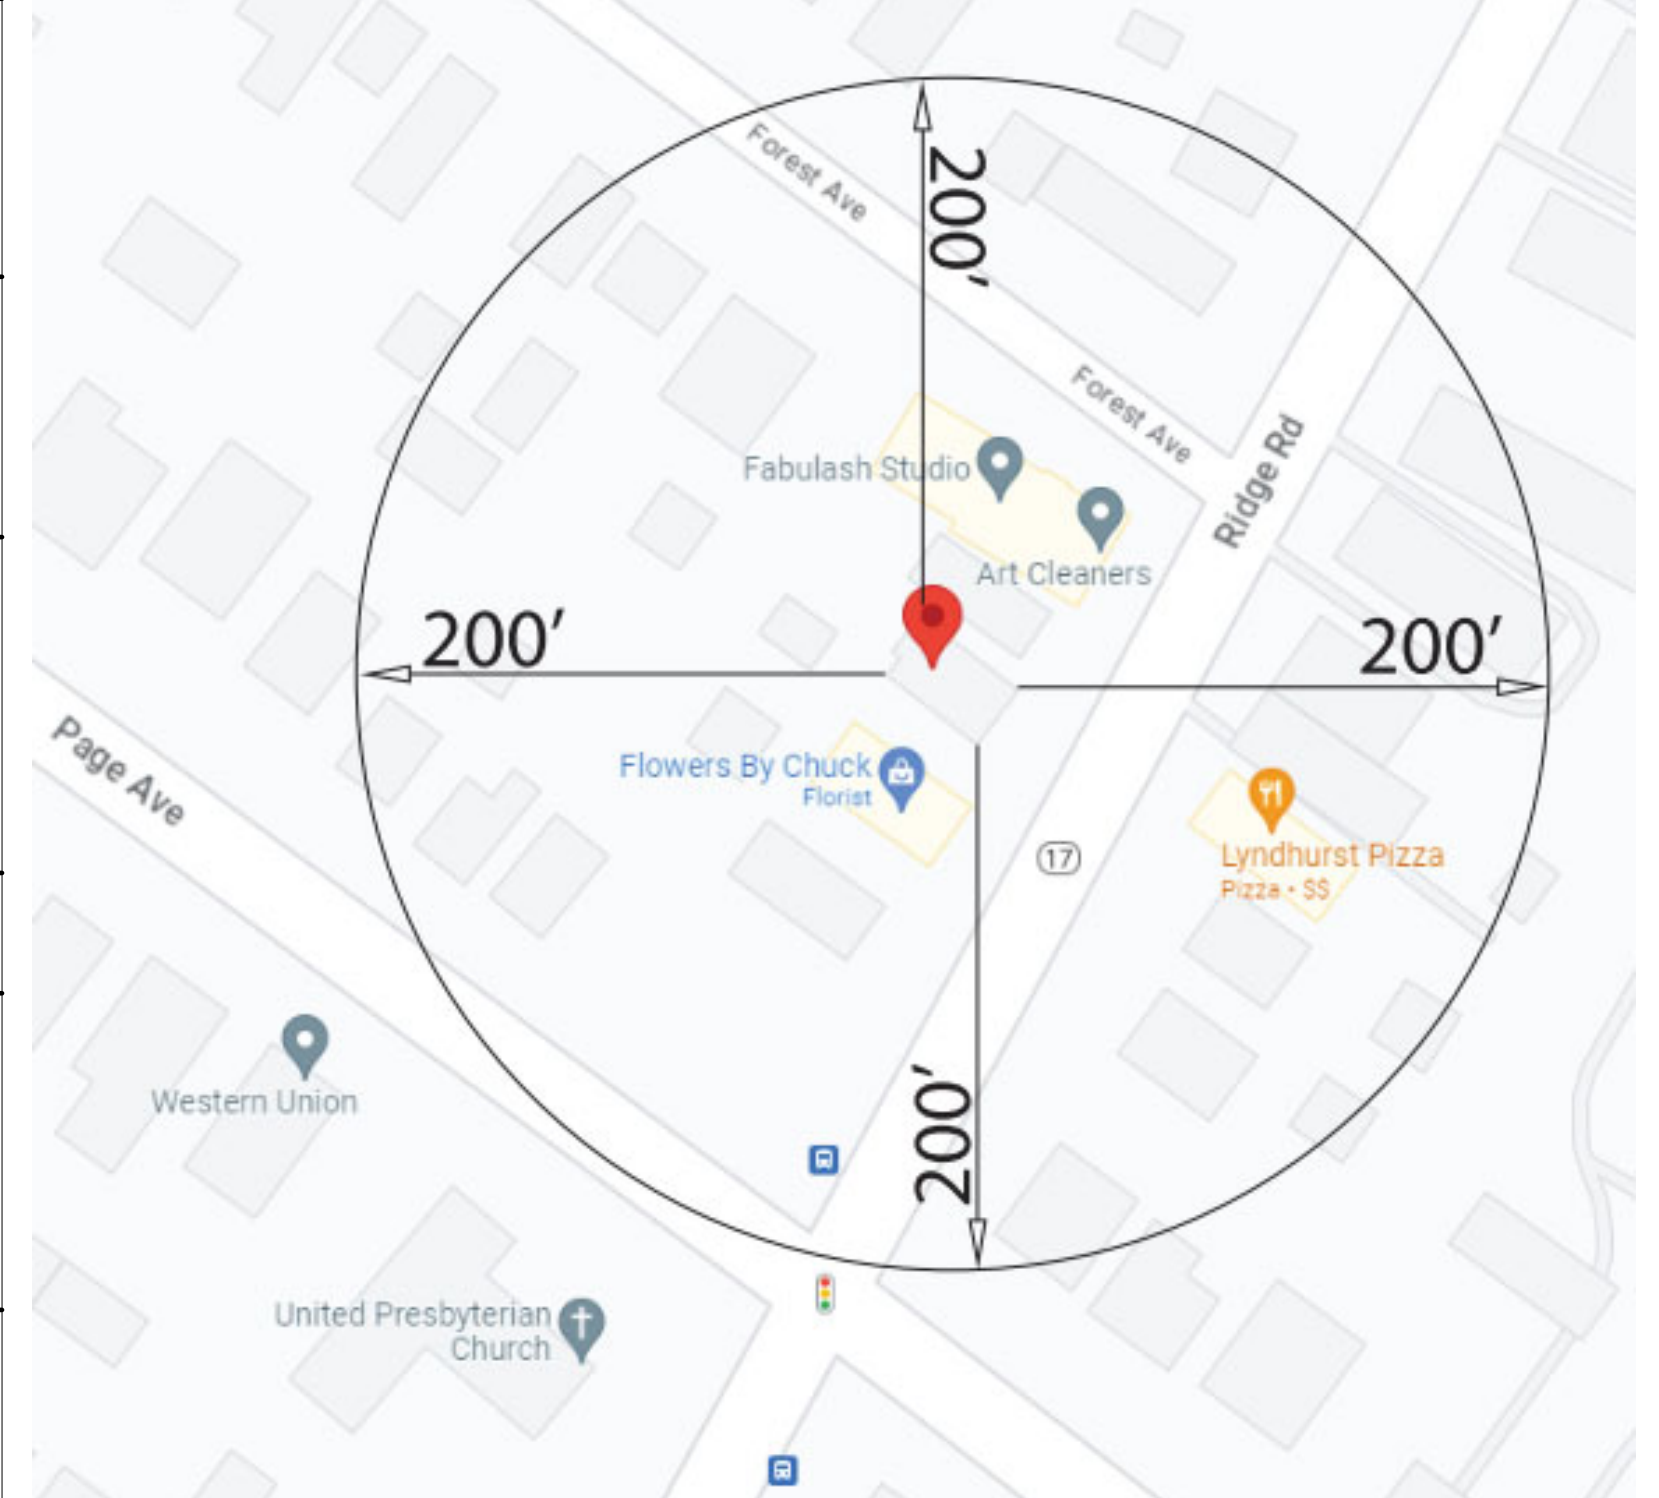 Forest Ave
200′
Forest Ave
Ridge Rd
Fabulash Studio
Art Cleaners
200′
200′
Page Ave
Flowers By Chuck
Florist
17
Lyndhurst Pizza
Pizza • $$
Western Union
200′
United Presbyterian
Church